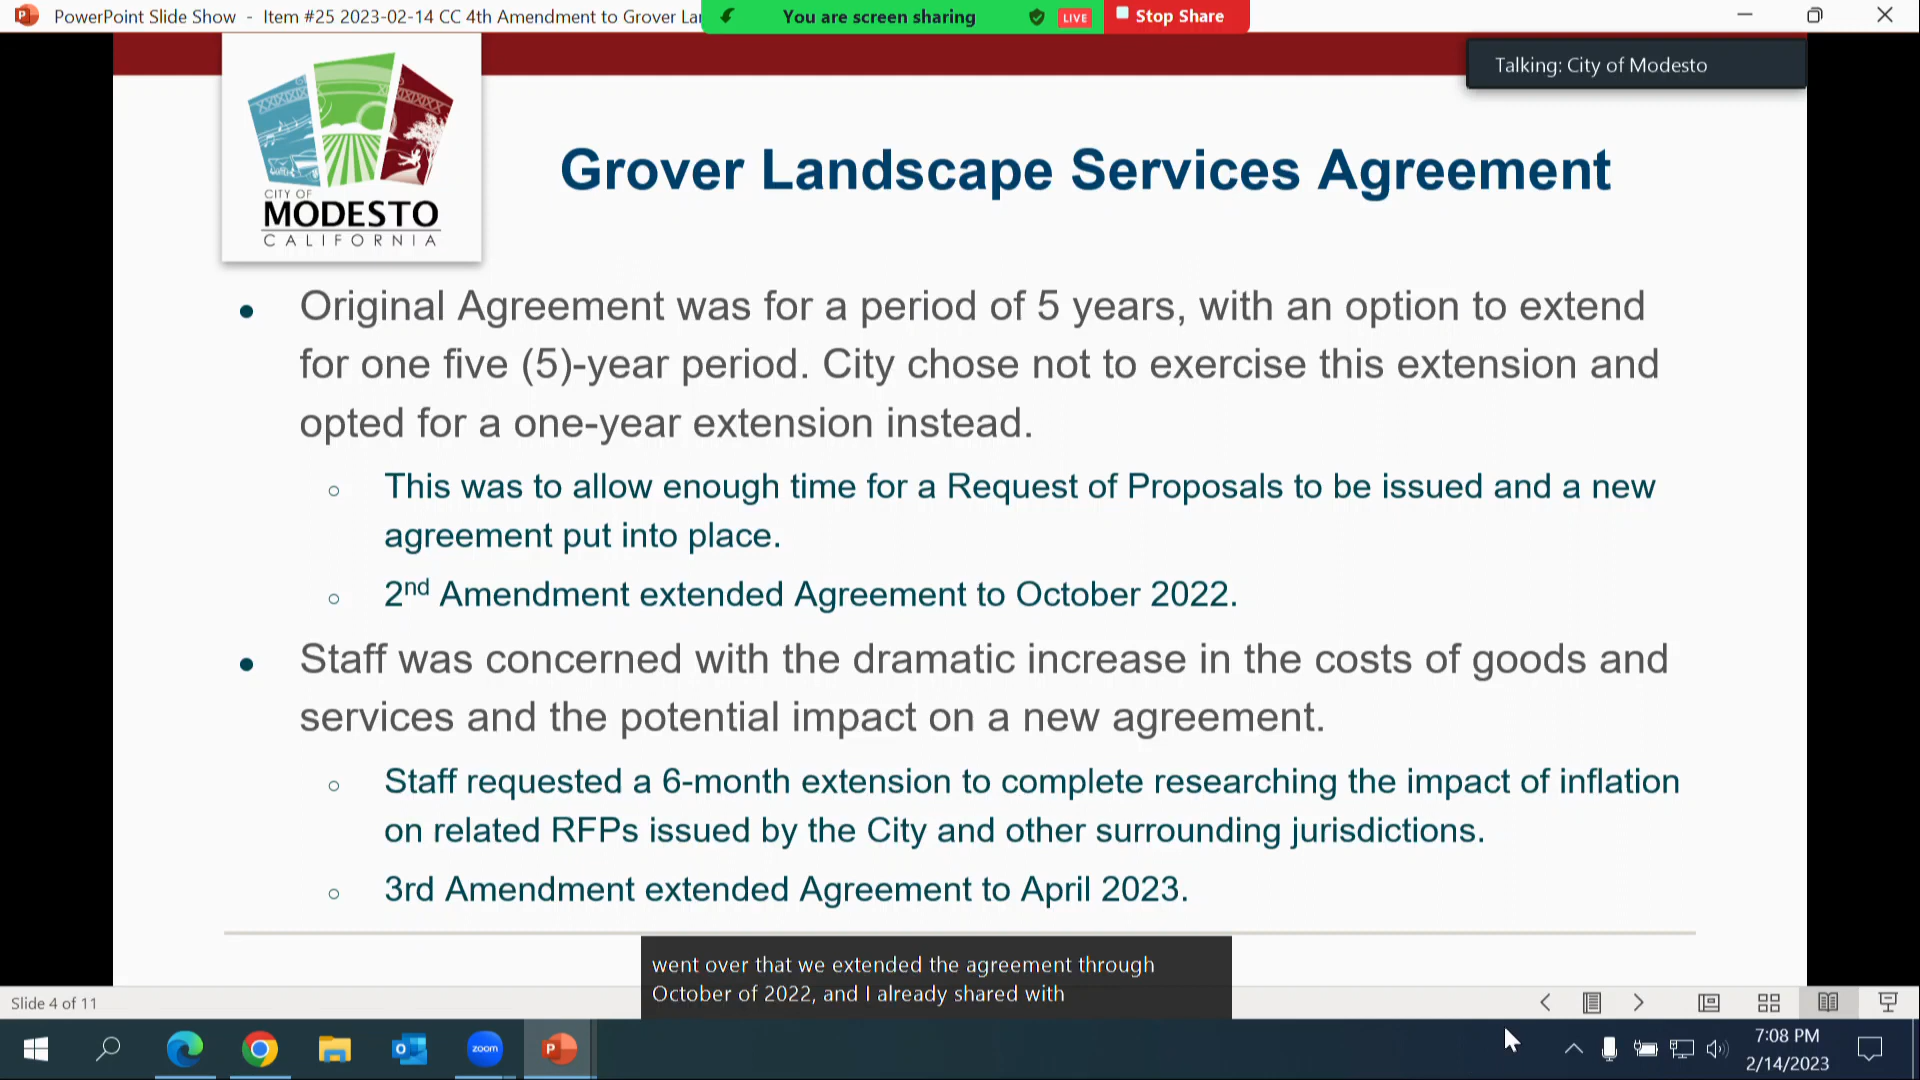 PowerPoint Slide Show - Item #25 2023-02-14 CC 4th Amendment to Grover La
You are screen sharing
LIVE
Stop Share
Talking: City of Modesto
CITY OF
MODESTO
CALIFORNIA
Grover Landscape Services Agreement
• Original Agreement was for a period of 5 years, with an option to extend
for one five (5)-year period. City chose not to exercise this extension and
opted for a one-year extension instead.
○ This was to allow enough time for a Request of Proposals to be issued and a new
agreement put into place.
○ 2nd Amendment extended Agreement to October 2022.
• Staff was concerned with the dramatic increase in the costs of goods and
services and the potential impact on a new agreement.
○ Staff requested a 6-month extension to complete researching the impact of inflation
on related RFPs issued by the City and other surrounding jurisdictions.
○ 3rd Amendment extended Agreement to April 2023.
went over that we extended the agreement through
October of 2022, and I already shared with
Slide 4 of 11
zoom
7:08 PM
2/14/2023